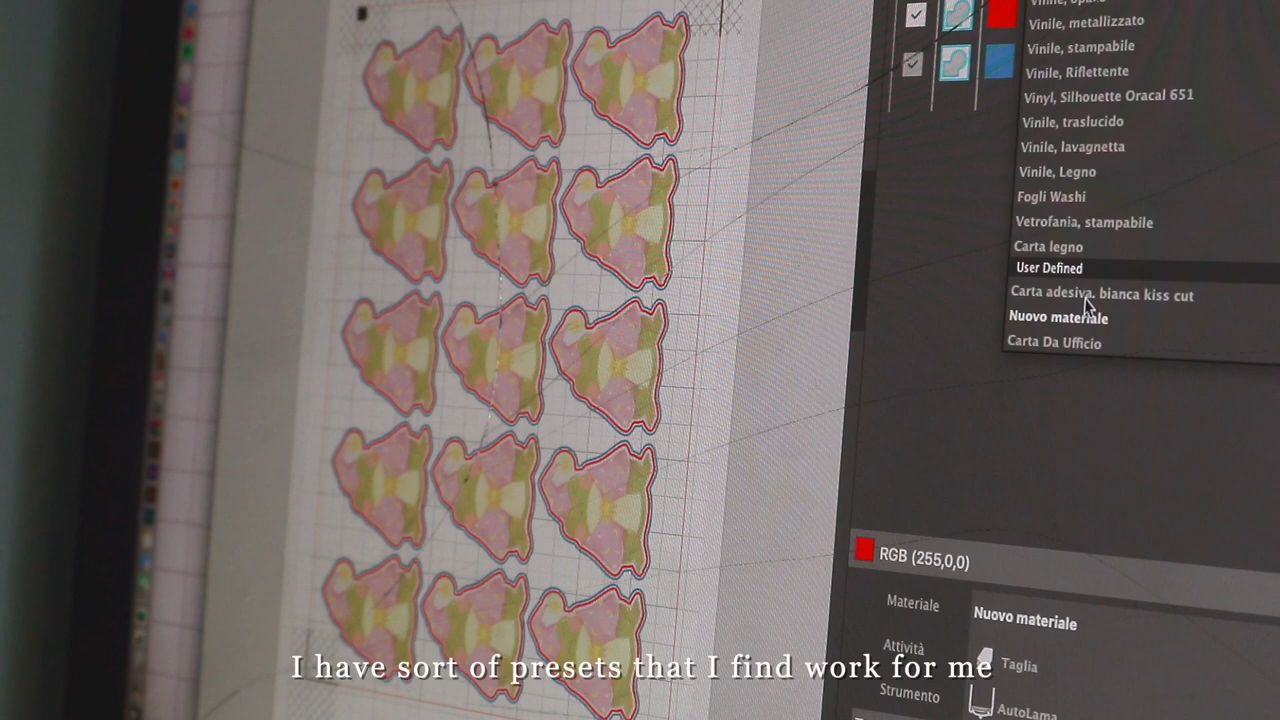 Vinile, metallizzato
Vinile, stampabile
Vinile, Riflettente
Vinyl, Silhouette Oracal 651
Vinile, traslucido
Vinile, lavagnetta
Vinile, Legno
Fogli Washi
Vetrofania, stampabile
Carta legno
User Defined
Carta adesiva, bianca kiss cut
Nuovo materiale
Carta Da Ufficio
RGB (255,0,0)
Materiale
Nuovo materiale
Attività
Taglia
Strumento
AutoLama
I have sort of presets that I find work for me